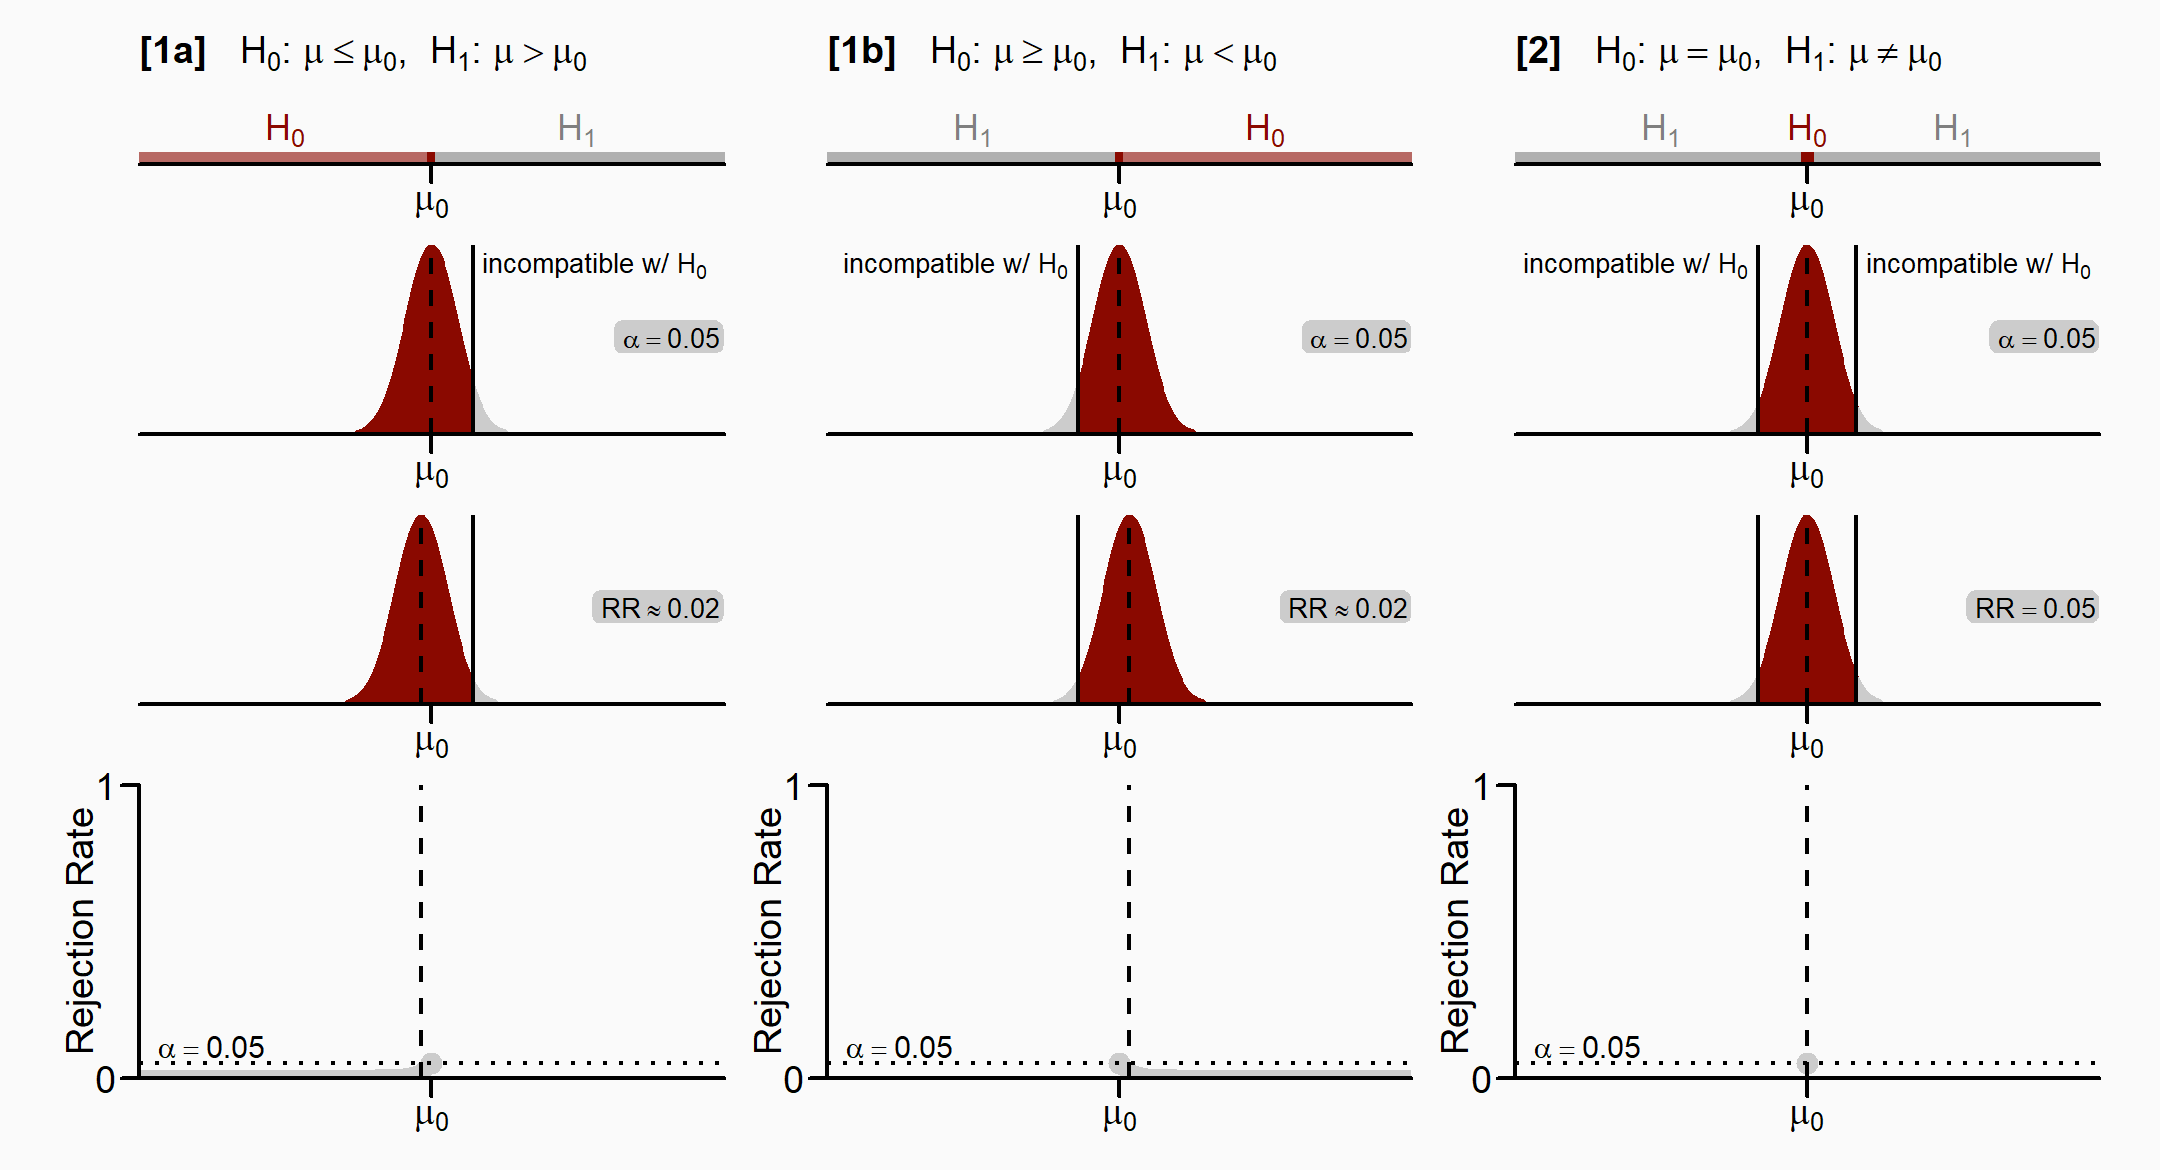 [1a] H₀: μ ≤ μ₀, H₁: μ > μ₀
H₀ H₁
μ₀
incompatible w/ H₀
α = 0.05
μ₀
RR ≈ 0.02
μ₀
1
Rejection Rate
α = 0.05
0
μ₀
[1b] H₀: μ ≥ μ₀, H₁: μ < μ₀
H₁ H₀
μ₀
incompatible w/ H₀
α = 0.05
μ₀
RR ≈ 0.02
μ₀
1
Rejection Rate
α = 0.05
0
μ₀
[2] H₀: μ = μ₀, H₁: μ ≠ μ₀
H₁ H₀ H₁
μ₀
incompatible w/ H₀ incompatible w/ H₀
α = 0.05
μ₀
RR = 0.05
μ₀
1
Rejection Rate
α = 0.05
0
μ₀